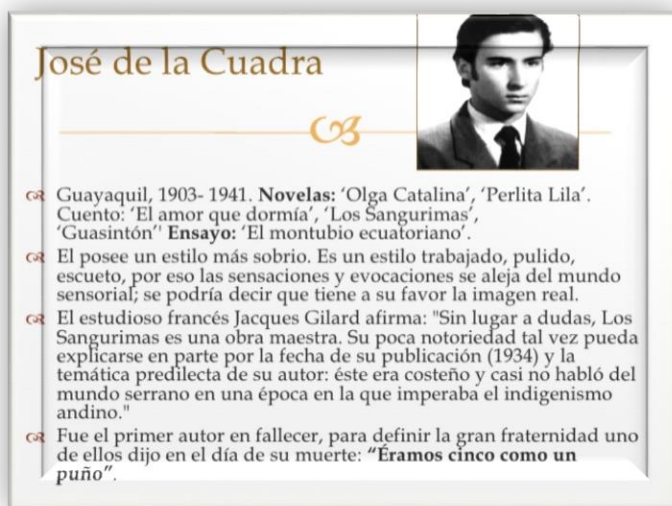 José de la Cuadra
Guayaquil, 1903- 1941. Novelas: ‘Olga Catalina’, ‘Perlita Lila’.
Cuento: ‘El amor que dormía’, ‘Los Sangurimas’,
‘Guasintón’' Ensayo: ‘El montubio ecuatoriano’.
El posee un estilo más sobrio. Es un estilo trabajado, pulido,
escueto, por eso las sensaciones y evocaciones se aleja del mundo
sensorial; se podría decir que tiene a su favor la imagen real.
El estudioso francés Jacques Gilard afirma: "Sin lugar a dudas, Los
Sangurimas es una obra maestra. Su poca notoriedad tal vez pueda
explicarse en parte por la fecha de su publicación (1934) y la
temática predilecta de su autor: éste era costeño y casi no habló del
mundo serrano en una época en la que imperaba el indigenismo
andino."
Fue el primer autor en fallecer, para definir la gran fraternidad uno
de ellos dijo en el día de su muerte: “Éramos cinco como un
puño”.